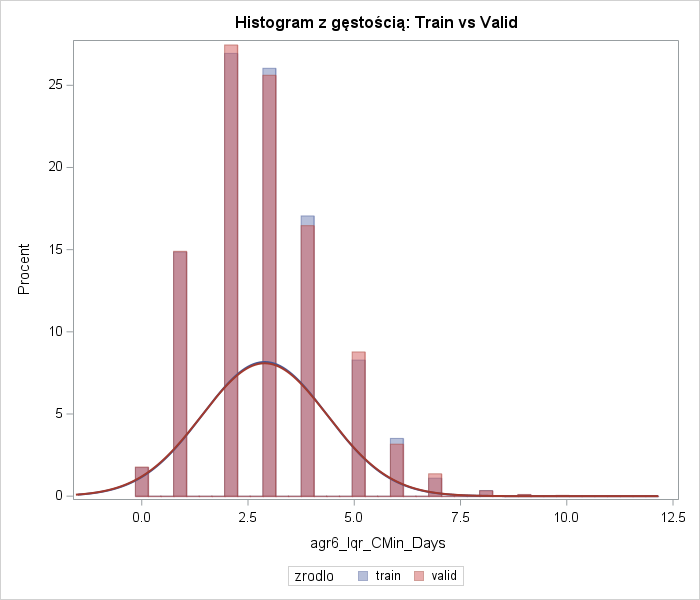 Histogram z gęstością: Train vs Valid
25
20
15
10
5
0
Procent
0.0 2.5 5.0 7.5 10.0 12.5
agr6_Iqr_CMin_Days
zrodlo train valid